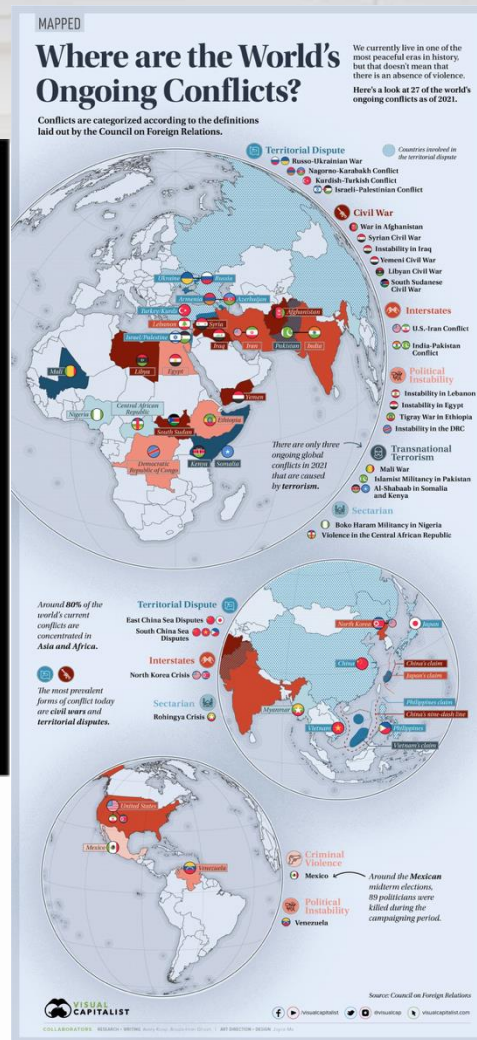 MAPPED
Where are the World's
Ongoing Conflicts?
We currently live in one of the
most peaceful eras in history,
but that doesn't mean that
there is an absence of violence.
Here's a look at 27 of the world's
ongoing conflicts as of 2021.
Conflicts are categorized according to the definitions
laid out by the Council on Foreign Relations.
Territorial Dispute
Countries involved in
the territorial dispute
Russo-Ukrainian War
Nagorno-Karabakh Conflict
Kurdish-Turkish Conflict
Israeli-Palestinian Conflict
Civil War
War in Afghanistan
Syrian Civil War
Instability in Iraq
Yemeni Civil War
Libyan Civil War
South Sudanese
Civil War
Interstates
U.S.-Iran Conflict
India-Pakistan
Conflict
Political
Instability
Instability in Lebanon
Instability in Egypt
Tigray War in Ethiopia
Instability in the DRC
Transnational
Terrorism
Mali War
Islamist Militancy in Pakistan
Al-Shabaab in Somalia
and Kenya
Sectarian
Boko Haram Militancy in Nigeria
Violence in the Central African Republic
Ukraine
Russia
Armenia
Azerbaijan
Turkey/Kurds
Lebanon
Syria
Afghanistan
Israel/Palestine
Iraq
Iran
Pakistan
India
Mali
Libya
Egypt
Yemen
Nigeria
Central African
Republic
Ethiopia
South Sudan
Democratic
Republic of Congo
Kenya
Somalia
There are only three
ongoing global
conflicts in 2021
that are caused
by terrorism.
Around 80% of the
world's current
conflicts are
concentrated in
Asia and Africa.
The most prevalent
forms of conflict today
are civil wars and
territorial disputes.
Territorial Dispute
East China Sea Disputes
South China Sea
Disputes
Interstates
North Korea Crisis
Sectarian
Rohingya Crisis
North Korea
Japan
China
China's claim
Japan's claim
Myanmar
Philippines claim
China's nine-dash line
Vietnam
Philippines
Vietnam's claim
United States
Mexico
Venezuela
Criminal
Violence
Mexico
Political
Instability
Venezuela
Around the Mexican
midterm elections,
89 politicians were
killed during the
campaigning period.
Source: Council on Foreign Relations
VISUAL
CAPITALIST
/visualcapitalist
@visualcap
visualcapitalist.com
COLLABORATORS
RESEARCH + WRITING
ART DIRECTION + DESIGN